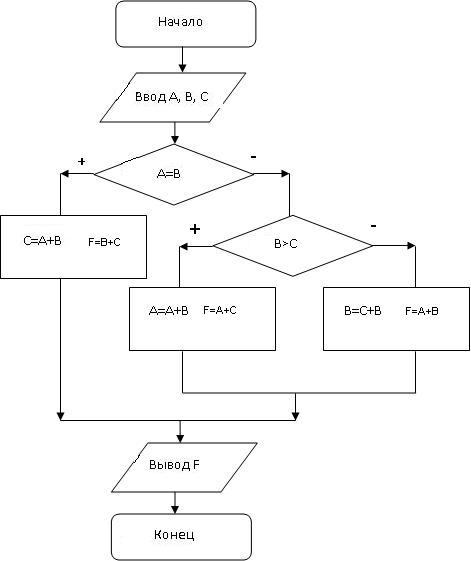 Начало
Ввод A, B, C
+
-
A=B
C=A+B F=B+C
+
-
B>C
A=A+B F=A+C
B=C+B F=A+B
Вывод F
Конец